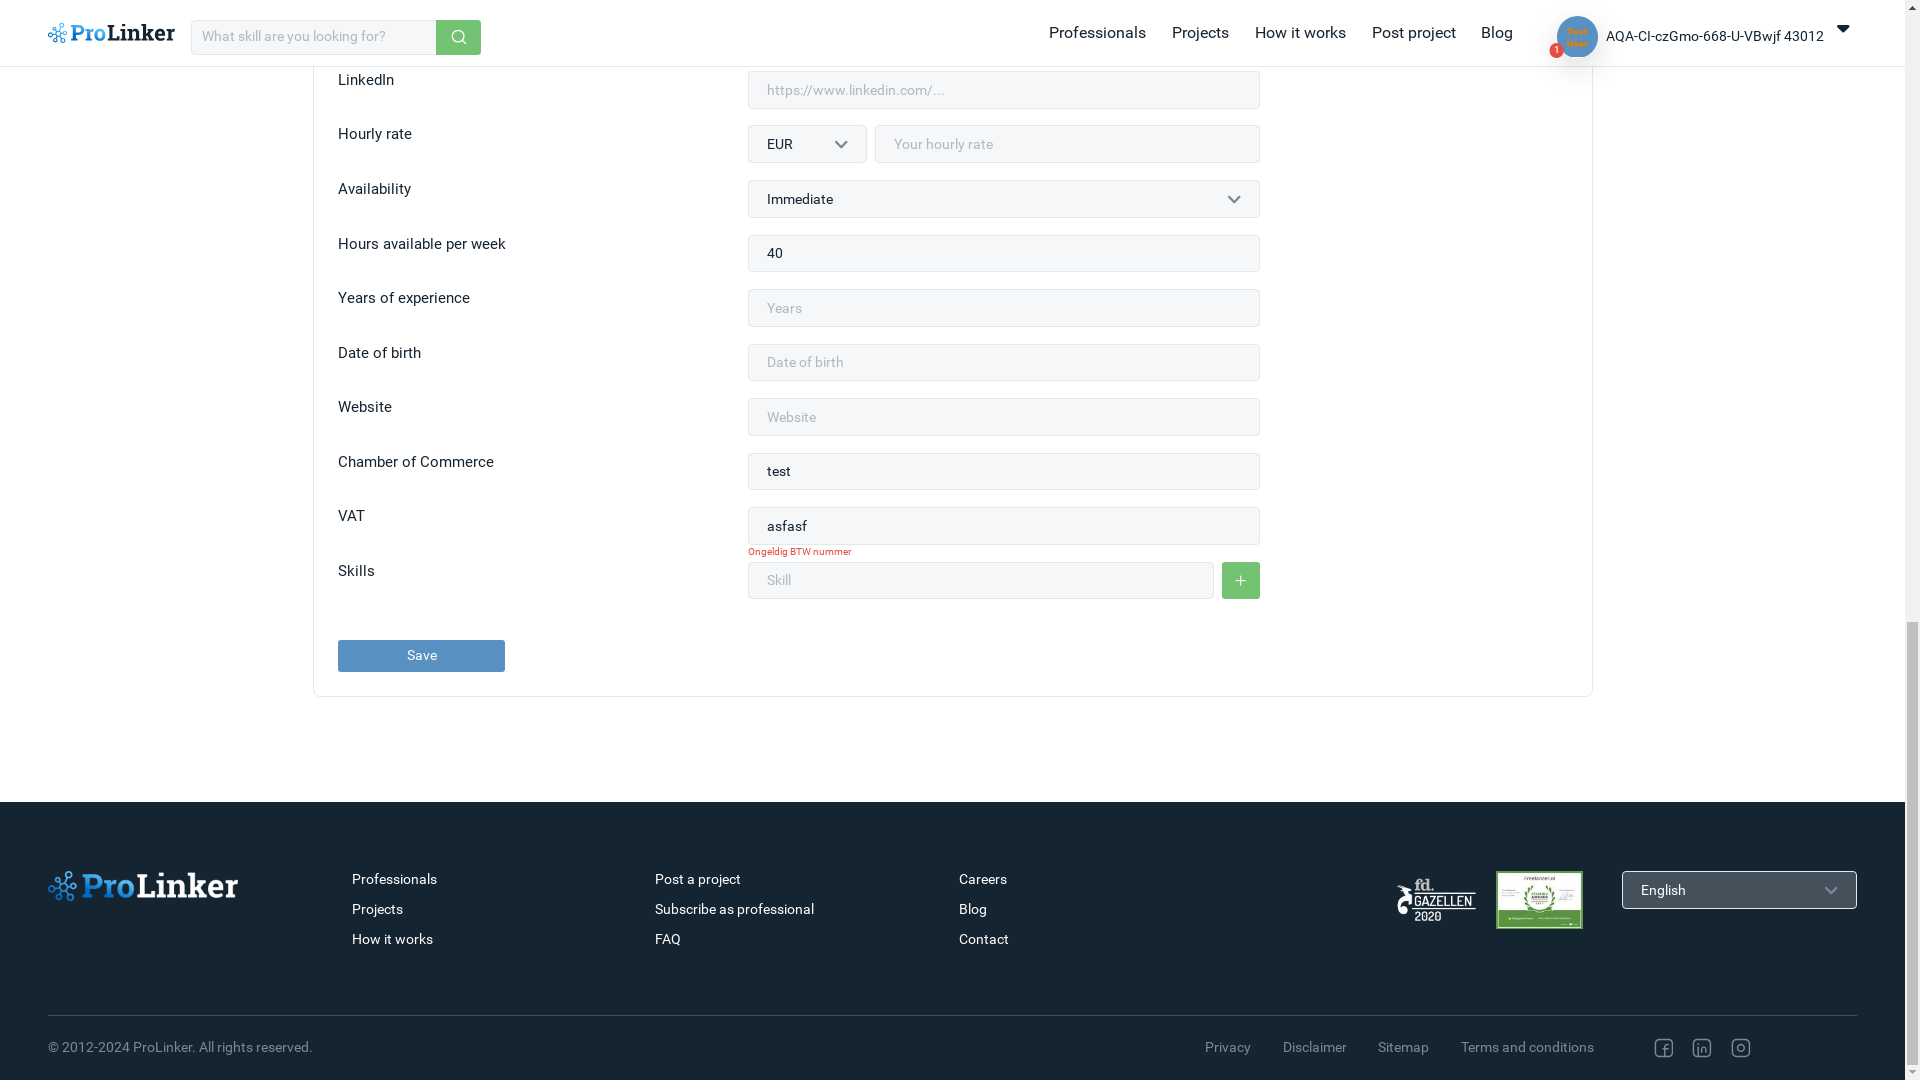 ProLinker
What skill are you looking for?
Professionals
Projects
How it works
Post project
Blog
1
AQA-CI-czGmo-668-U-VBwjf 43012
LinkedIn
https://www.linkedin.com/...
Hourly rate
EUR
Your hourly rate
Availability
Immediate
Hours available per week
40
Years of experience
Years
Date of birth
Date of birth
Website
Website
Chamber of Commerce
test
VAT
asfasf
Ongeldig BTW nummer
Skills
Skill
+
Save
ProLinker
Professionals
Projects
How it works
Post a project
Subscribe as professional
FAQ
Careers
Blog
Contact
fd.
GAZELLEN
2020
Freelancer.nl
English
© 2012-2024 ProLinker. All rights reserved.
Privacy
Disclaimer
Sitemap
Terms and conditions